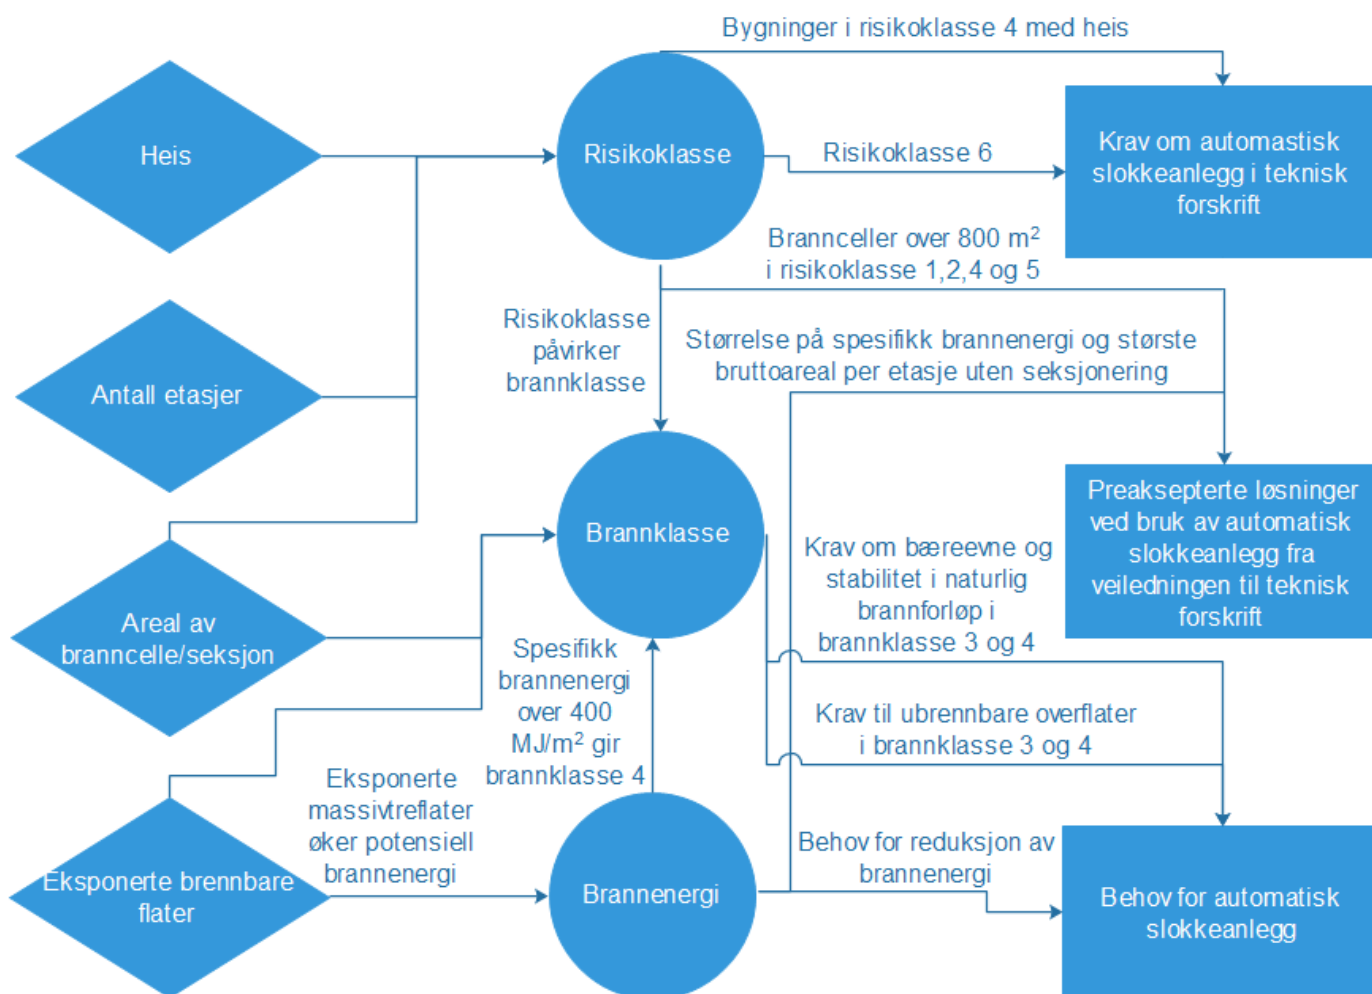 Bygninger i risikoklasse 4 med heis
Heis
Risikoklasse
Risikoklasse 6
Krav om automastisk
slokkeanlegg i teknisk
forskrift
Brannceller over 800 m²
i risikoklasse 1,2,4 og 5
Risikoklasse
påvirker
brannklasse
Størrelse på spesifikk brannenergi og største
bruttoareal per etasje uten seksjonering
Antall etasjer
Brannklasse
Preaksepterte løsninger
ved bruk av automatisk
slokkeanlegg fra
veiledningen til teknisk
forskrift
Krav om bæreevne og
stabilitet i naturlig
brannforløp i
brannklasse 3 og 4
Areal av
branncelle/seksjon
Spesifikk
brannenergi
over 400
MJ/m² gir
brannklasse 4
Krav til ubrennbare overflater
i brannklasse 3 og 4
Eksponerte
massivtreflater
øker potensiell
brannenergi
Eksponerte brennbare
flater
Brannenergi
Behov for reduksjon av
brannenergi
Behov for automatisk
slokkeanlegg